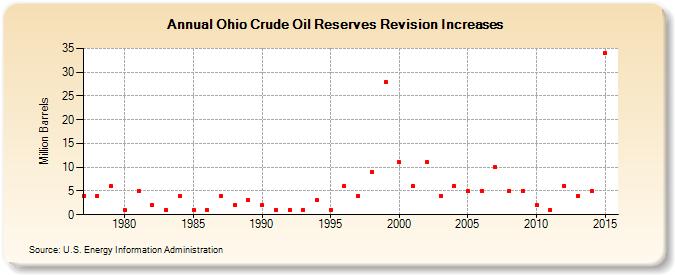 Annual Ohio Crude Oil Reserves Revision Increases
Million Barrels
35
30
25
20
15
10
5
0
1980 1985 1990 1995 2000 2005 2010 2015
Source: U.S. Energy Information Administration